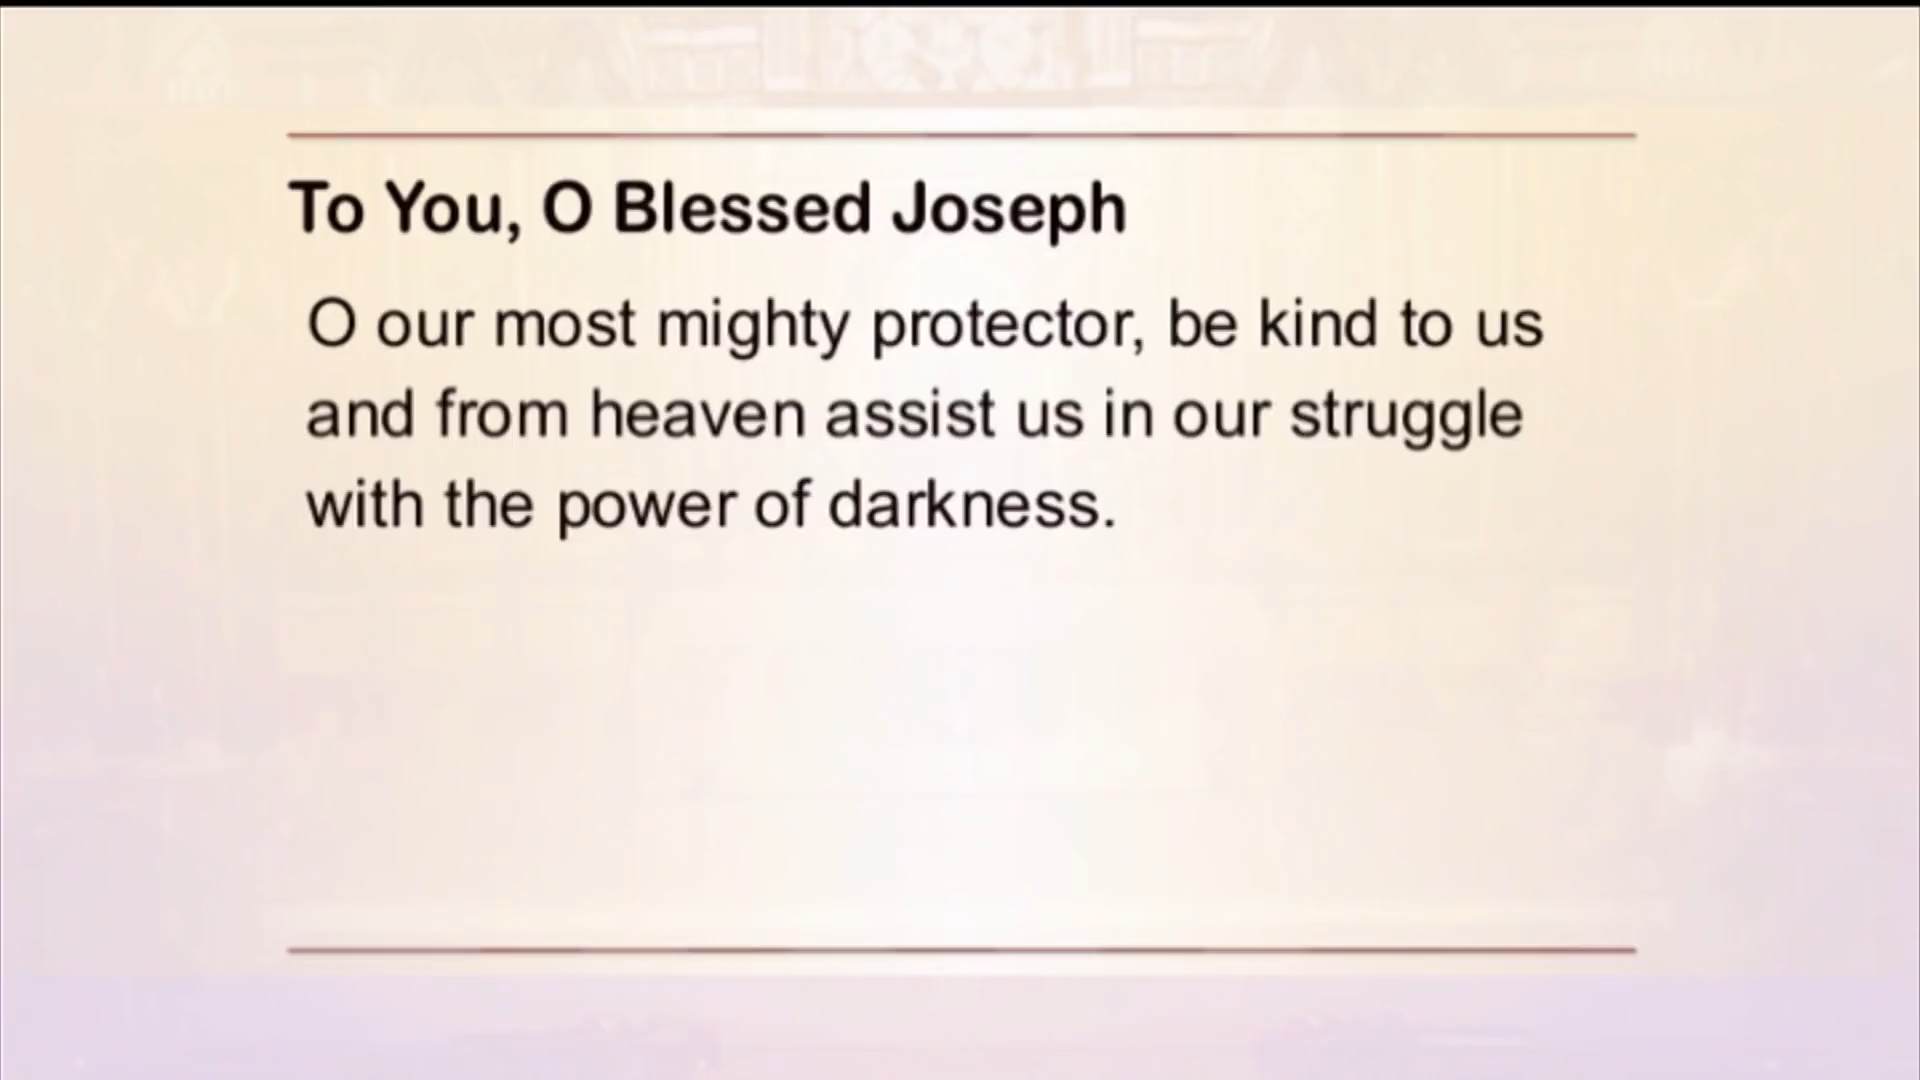 To You, O Blessed Joseph
O our most mighty protector, be kind to us
and from heaven assist us in our struggle
with the power of darkness.